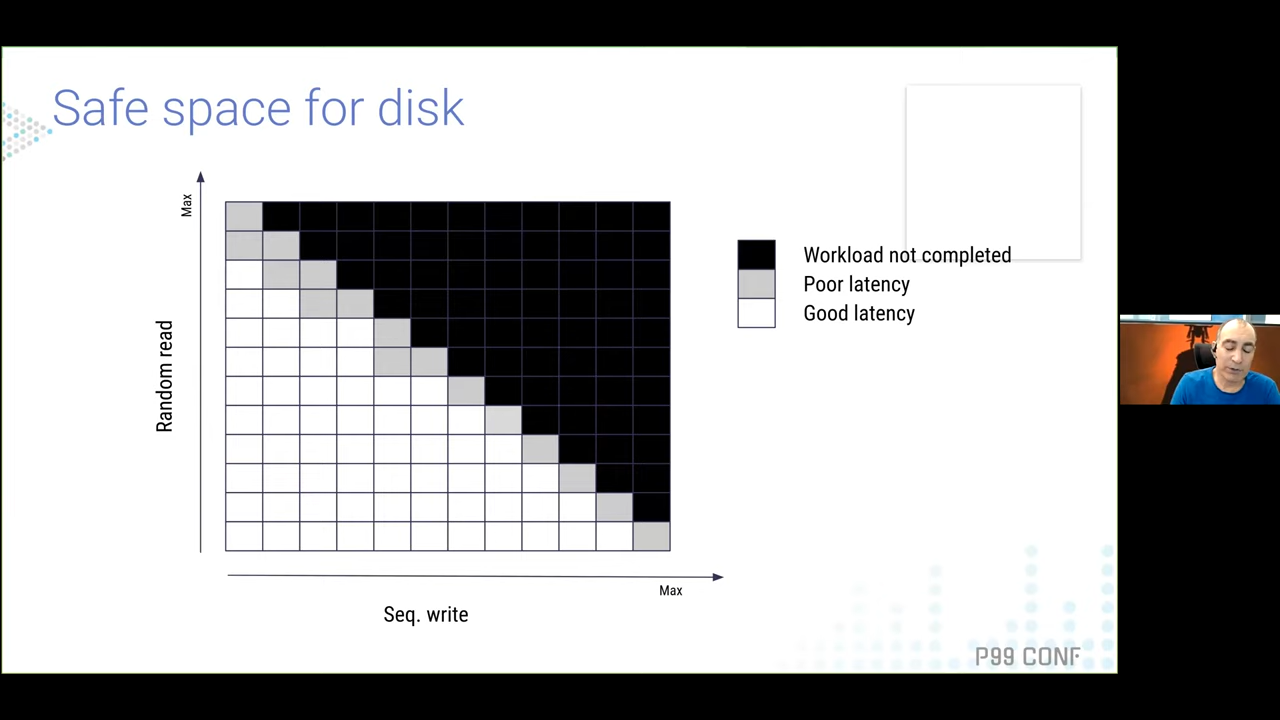 Safe space for disk
Max
Random read
Workload not completed
Poor latency
Good latency
Max
Seq. write
P99 CONF